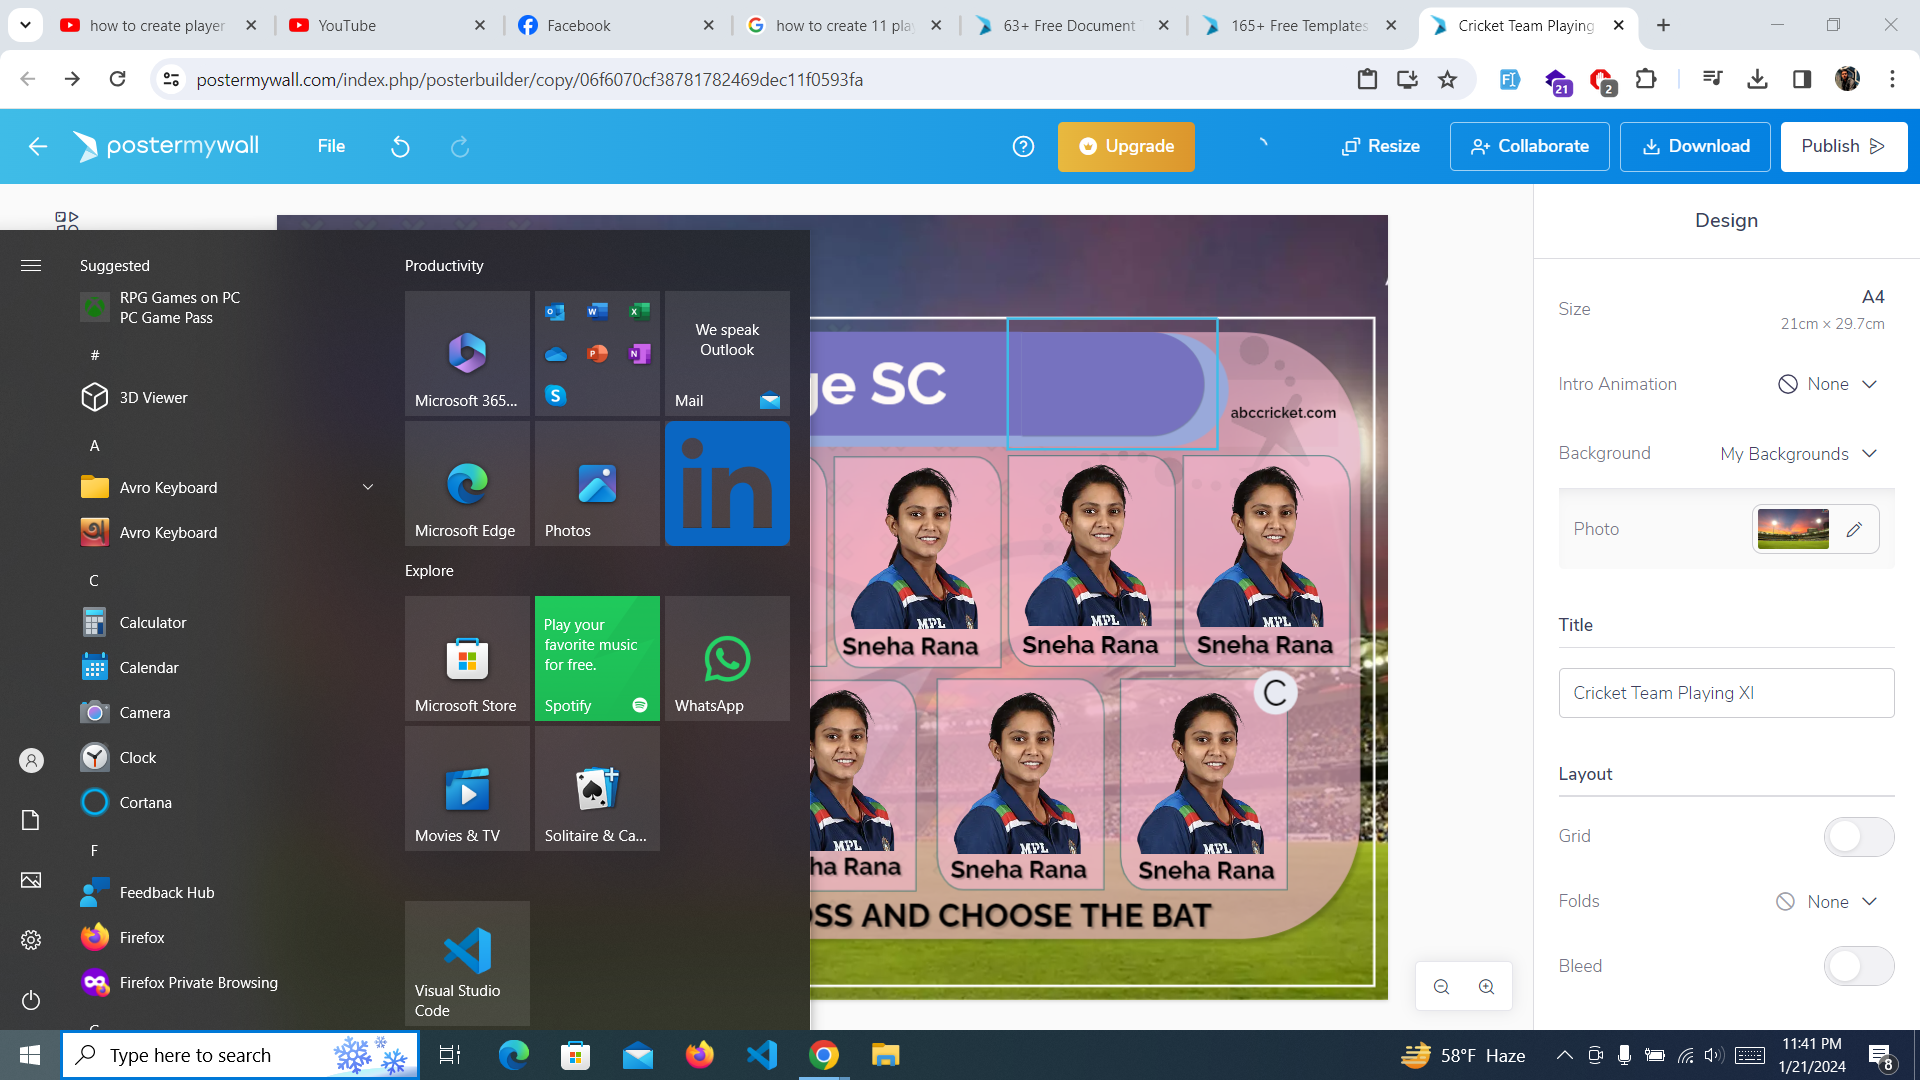 how to create player
YouTube
Facebook
how to create 11 pla
63+ Free Document
165+ Free Templates
Cricket Team Playing
postermywall.com/index.php/posterbuilder/copy/06f6070cf38781782469dec11f0593fa
21
2
postermywall
File
Upgrade
Resize
Collaborate
Download
Publish
Design
Size
A4
21cm × 29.7cm
Intro Animation
None
Background
My Backgrounds
Photo
Title
Cricket Team Playing XI
Layout
Grid
Folds
None
Bleed
Suggested
RPG Games on PC
PC Game Pass
#
3D Viewer
A
Avro Keyboard
Avro Keyboard
C
Calculator
Calendar
Camera
Clock
Cortana
F
Feedback Hub
Firefox
Firefox Private Browsing
Productivity
Microsoft 365...
We speak
Outlook
Mail
Microsoft Edge
Photos
in
Explore
Microsoft Store
Play your
favorite music
for free.
Spotify
WhatsApp
Movies & TV
Solitaire & Ca...
Visual Studio
Code
ge SC
abccricket.com
MPL
MPL
MPL
Sneha Rana
Sneha Rana
Sneha Rana
C
ha Rana
Sneha Rana
Sneha Rana
OSS AND CHOOSE THE BAT
Type here to search
58°F Haze
11:41 PM
1/21/2024
8